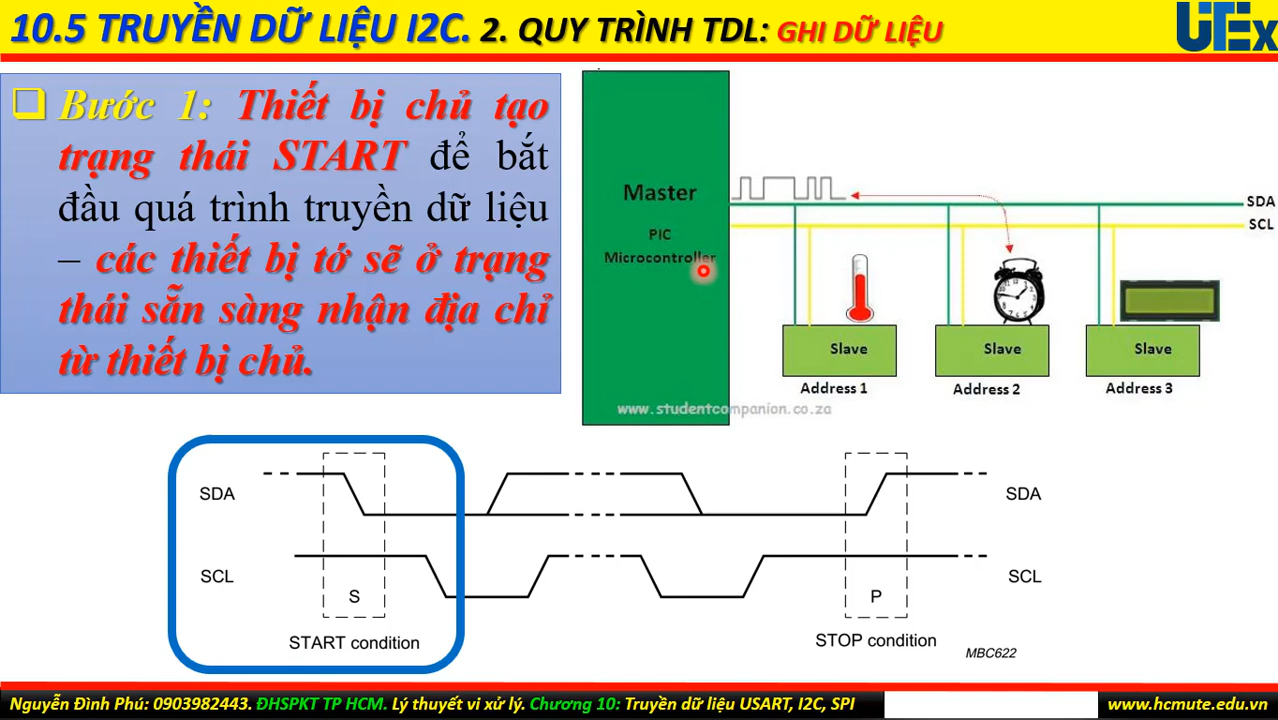 10.5 TRUYỀN DỮ LIỆU I2C. 2. QUY TRÌNH TDL: GHI DỮ LIỆU
UTEx
Bước 1: Thiết bị chủ tạo
trạng thái START để bắt
đầu quá trình truyền dữ liệu
– các thiết bị tớ sẽ ở trạng
thái sẵn sàng nhận địa chỉ
từ thiết bị chủ.
Master
PIC
Microcontroller
SDA
SCL
Slave
Slave
Slave
Address 1
Address 2
Address 3
www.studentcompanion.co.za
SDA
SDA
SCL
S
P
SCL
START condition
STOP condition
MBC622
Nguyễn Đình Phú: 0903982443. ĐHSPKT TP HCM. Lý thuyết vi xử lý. Chương 10: Truyền dữ liệu USART, I2C, SPI
www.hcmute.edu.vn